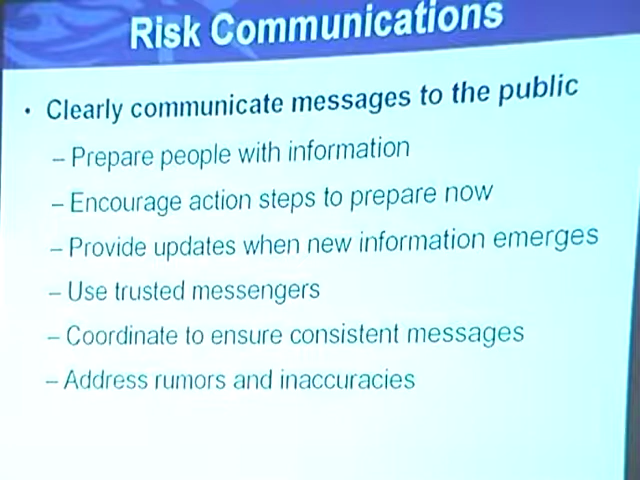 Risk Communications
• Clearly communicate messages to the public
– Prepare people with information
– Encourage action steps to prepare now
– Provide updates when new information emerges
– Use trusted messengers
– Coordinate to ensure consistent messages
– Address rumors and inaccuracies